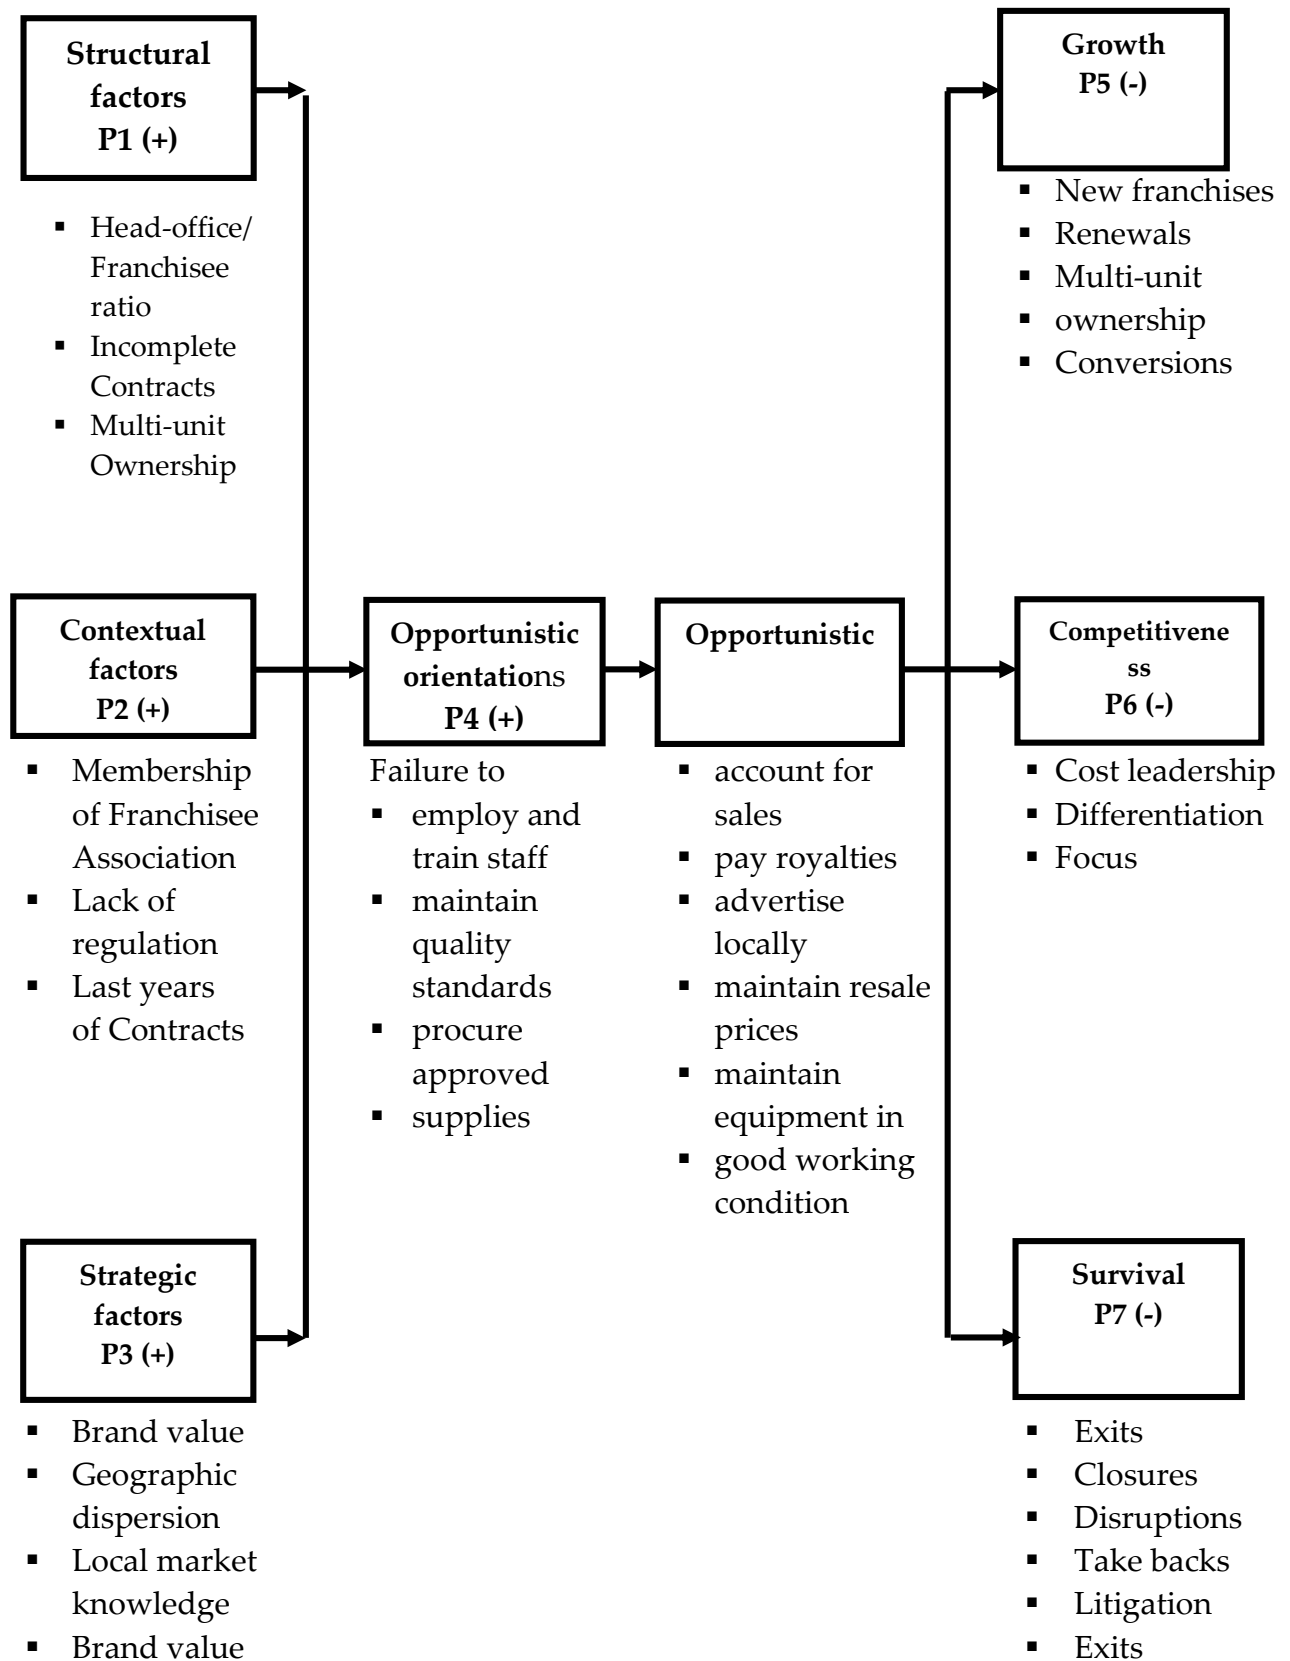 Structural
factors
P1 (+)
▪ Head-office/
Franchisee
ratio
▪ Incomplete
Contracts
▪ Multi-unit
Ownership
Contextual
factors
P2 (+)
▪ Membership
of Franchisee
Association
▪ Lack of
regulation
▪ Last years
of Contracts
Strategic
factors
P3 (+)
▪ Brand value
▪ Geographic
dispersion
▪ Local market
knowledge
▪ Brand value
Opportunistic
orientations
P4 (+)
Failure to
▪ employ and
train staff
▪ maintain
quality
standards
▪ procure
approved
▪ supplies
Opportunistic
▪ account for
sales
▪ pay royalties
▪ advertise
locally
▪ maintain resale
prices
▪ maintain
equipment in
▪ good working
condition
Growth
P5 (-)
▪ New franchises
▪ Renewals
▪ Multi-unit
▪ ownership
▪ Conversions
Competitivene
ss
P6 (-)
▪ Cost leadership
▪ Differentiation
▪ Focus
Survival
P7 (-)
▪ Exits
▪ Closures
▪ Disruptions
▪ Take backs
▪ Litigation
▪ Exits